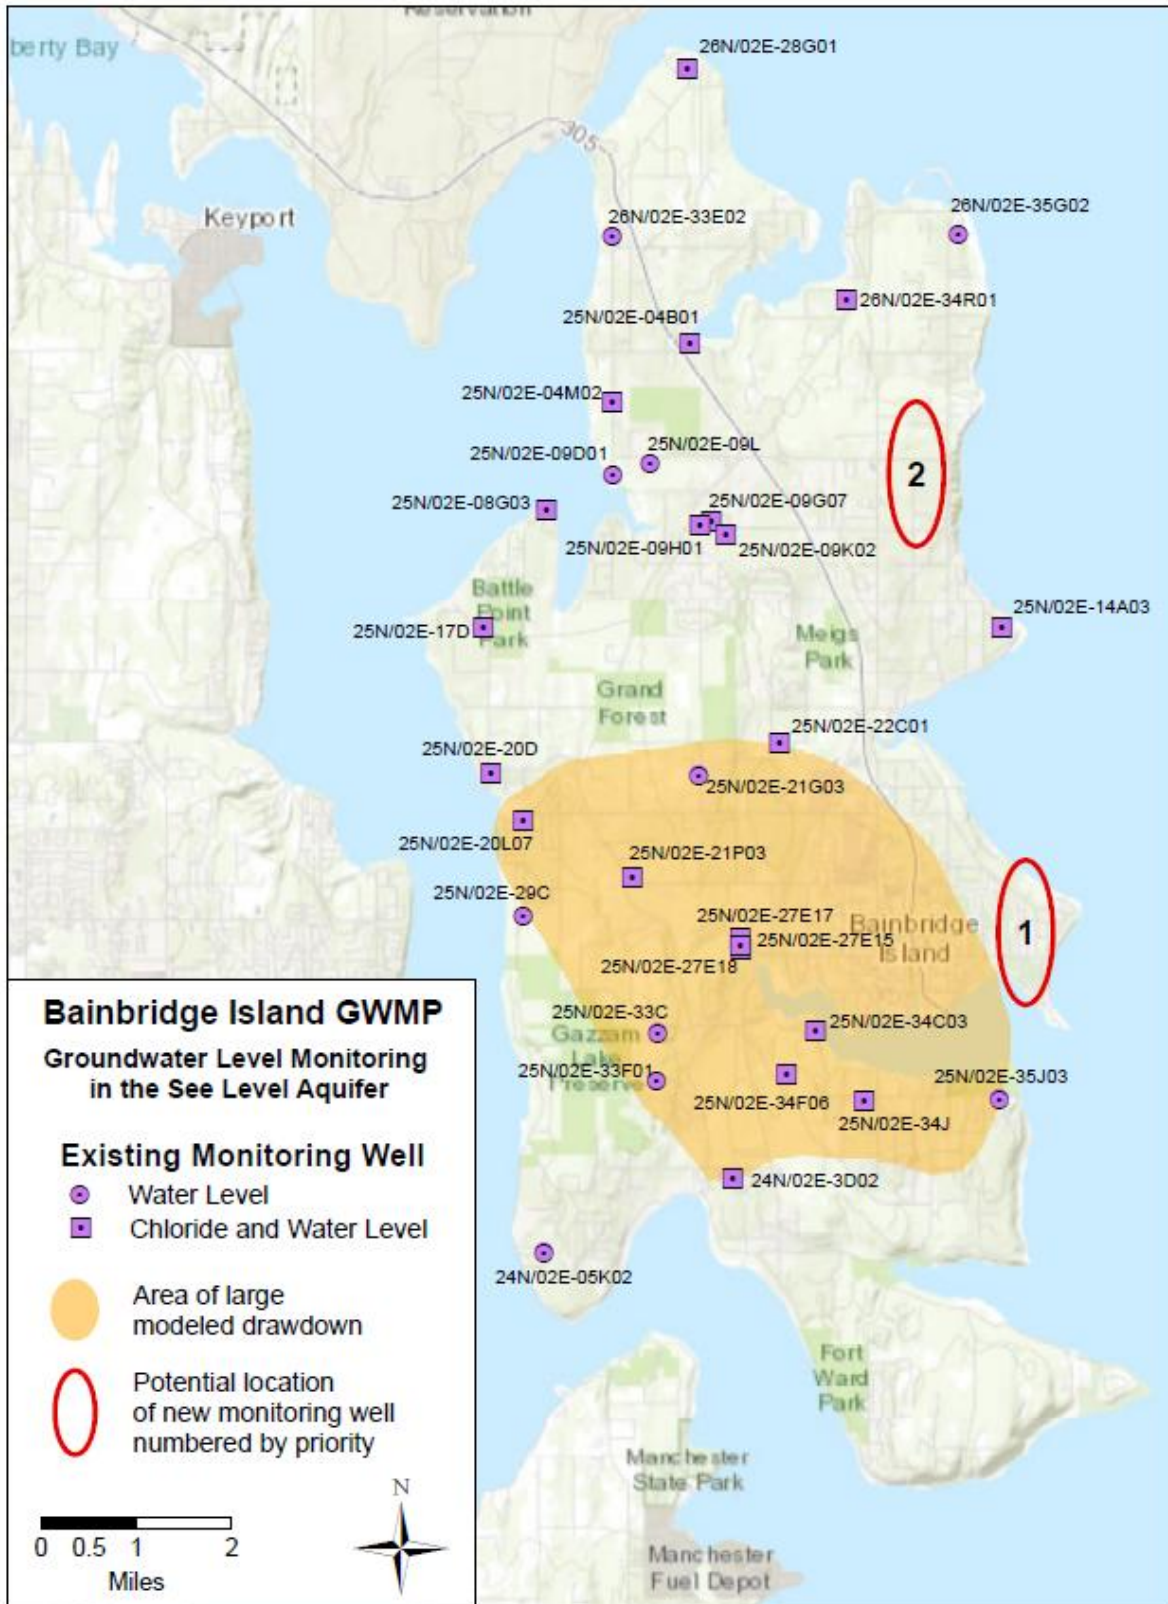 Reservation
berty Bay
26N/02E-28G01
305
Keyport
26N/02E-33E02
26N/02E-35G02
26N/02E-34R01
25N/02E-04B01
25N/02E-04M02
25N/02E-09L
25N/02E-09D01
2
25N/02E-08G03
25N/02E-09G07
25N/02E-09H01
25N/02E-09K02
Battle
Point
Park
25N/02E-17D
25N/02E-14A03
Meigs
Park
Grand
Forest
25N/02E-22C01
25N/02E-20D
25N/02E-21G03
25N/02E-20L07
25N/02E-21P03
25N/02E-29C
25N/02E-27E17
Bainbridge
Island
1
25N/02E-27E15
25N/02E-27E18
25N/02E-33C
Gazzam
Lake
Preserve
25N/02E-34C03
25N/02E-33F01
25N/02E-34F06
25N/02E-35J03
25N/02E-34J
24N/02E-3D02
24N/02E-05K02
Fort
Ward
Park
Manchester
State Park
Manchester
Fuel Depot
Bainbridge Island GWMP
Groundwater Level Monitoring
in the See Level Aquifer
Existing Monitoring Well
Water Level
Chloride and Water Level
Area of large
modeled drawdown
Potential location
of new monitoring well
numbered by priority
N
0 0.5 1 2
Miles